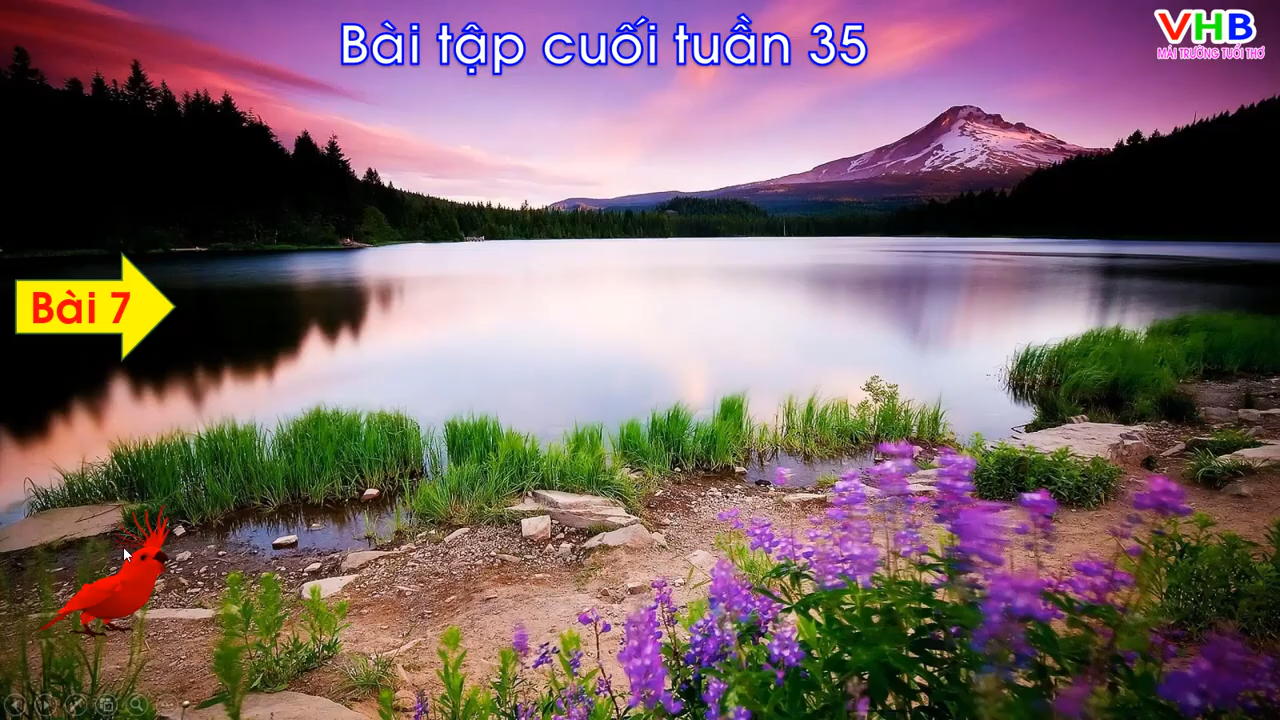 Bài tập cuối tuần 35
VHB
MÁI TRƯỜNG TUỔI THƠ
Bài 7